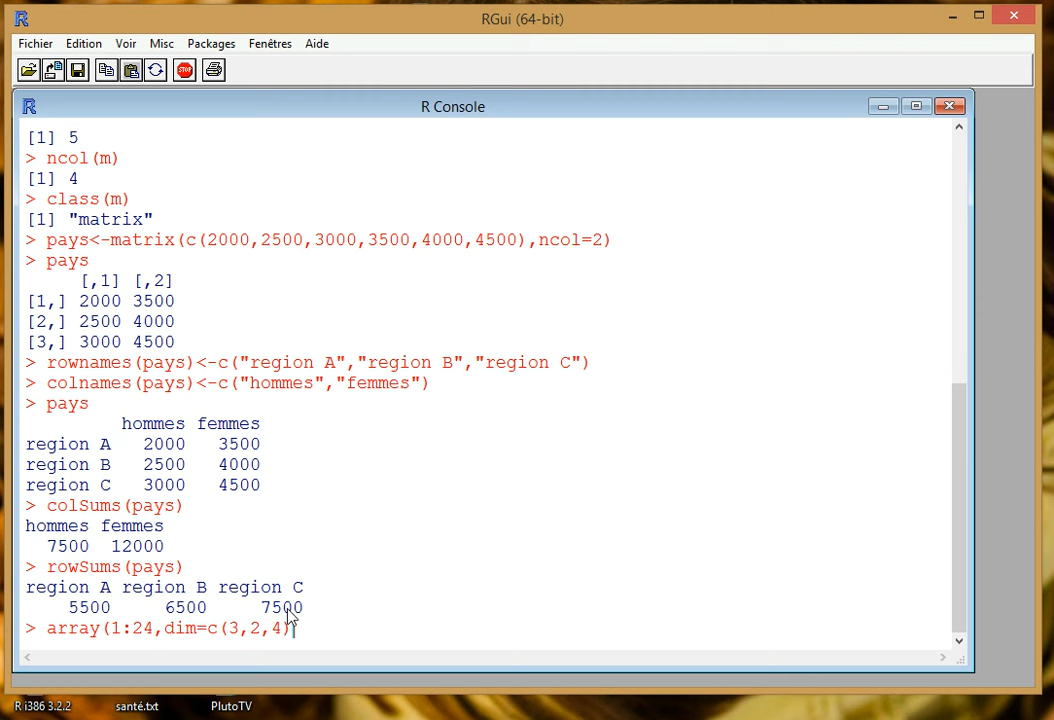 RGui (64-bit)
Fichier Edition Voir Misc Packages Fenêtres Aide
STOP
R Console
[1] 5
> ncol(m)
[1] 4
> class(m)
[1] "matrix"
> pays<-matrix(c(2000,2500,3000,3500,4000,4500),ncol=2)
> pays
[,1] [,2]
[1,] 2000 3500
[2,] 2500 4000
[3,] 3000 4500
> rownames(pays)<-c("region A","region B","region C")
> colnames(pays)<-c("hommes","femmes")
> pays
hommes femmes
region A 2000 3500
region B 2500 4000
region C 3000 4500
> colSums(pays)
hommes femmes
7500 12000
> rowSums(pays)
region A region B region C
5500 6500 7500
> array(1:24,dim=c(3,2,4)
R i386 3.2.2 santé.txt PlutoTV